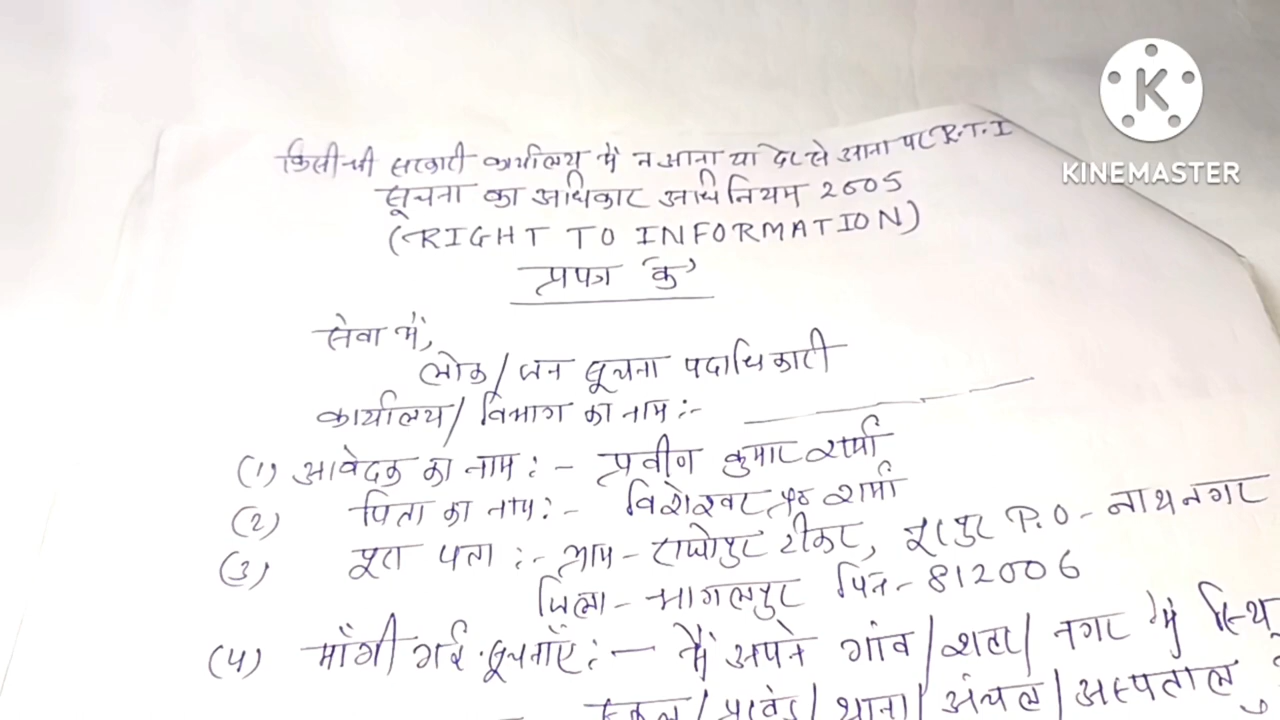 KINEMASTER
किसी भी सरकारी कार्यालय में न आना या देर से आना पर R.T.I
सूचना का अधिकार अधिनियम 2005
(RIGHT TO INFORMATION)
प्रपत्र 'क'
सेवा में,
लोक/जन सूचना पदाधिकारी
कार्यालय/विभाग का नाम :-
(1) आवेदक का नाम :- प्रवीण कुमार शर्मा
(2) पिता का नाम :- विशेश्वर शर्मा
(3) पूरा पता :- ग्राम - राघोपुर टीकर, P.O - नाथनगर
जिला - भागलपुर पिन - 812006
(4) माँगी गई सूचनाएँ :- मैं अपने गांव/शहर/नगर में
स्कूल/प्रखंड/थाना/अंचल/अस्पताल